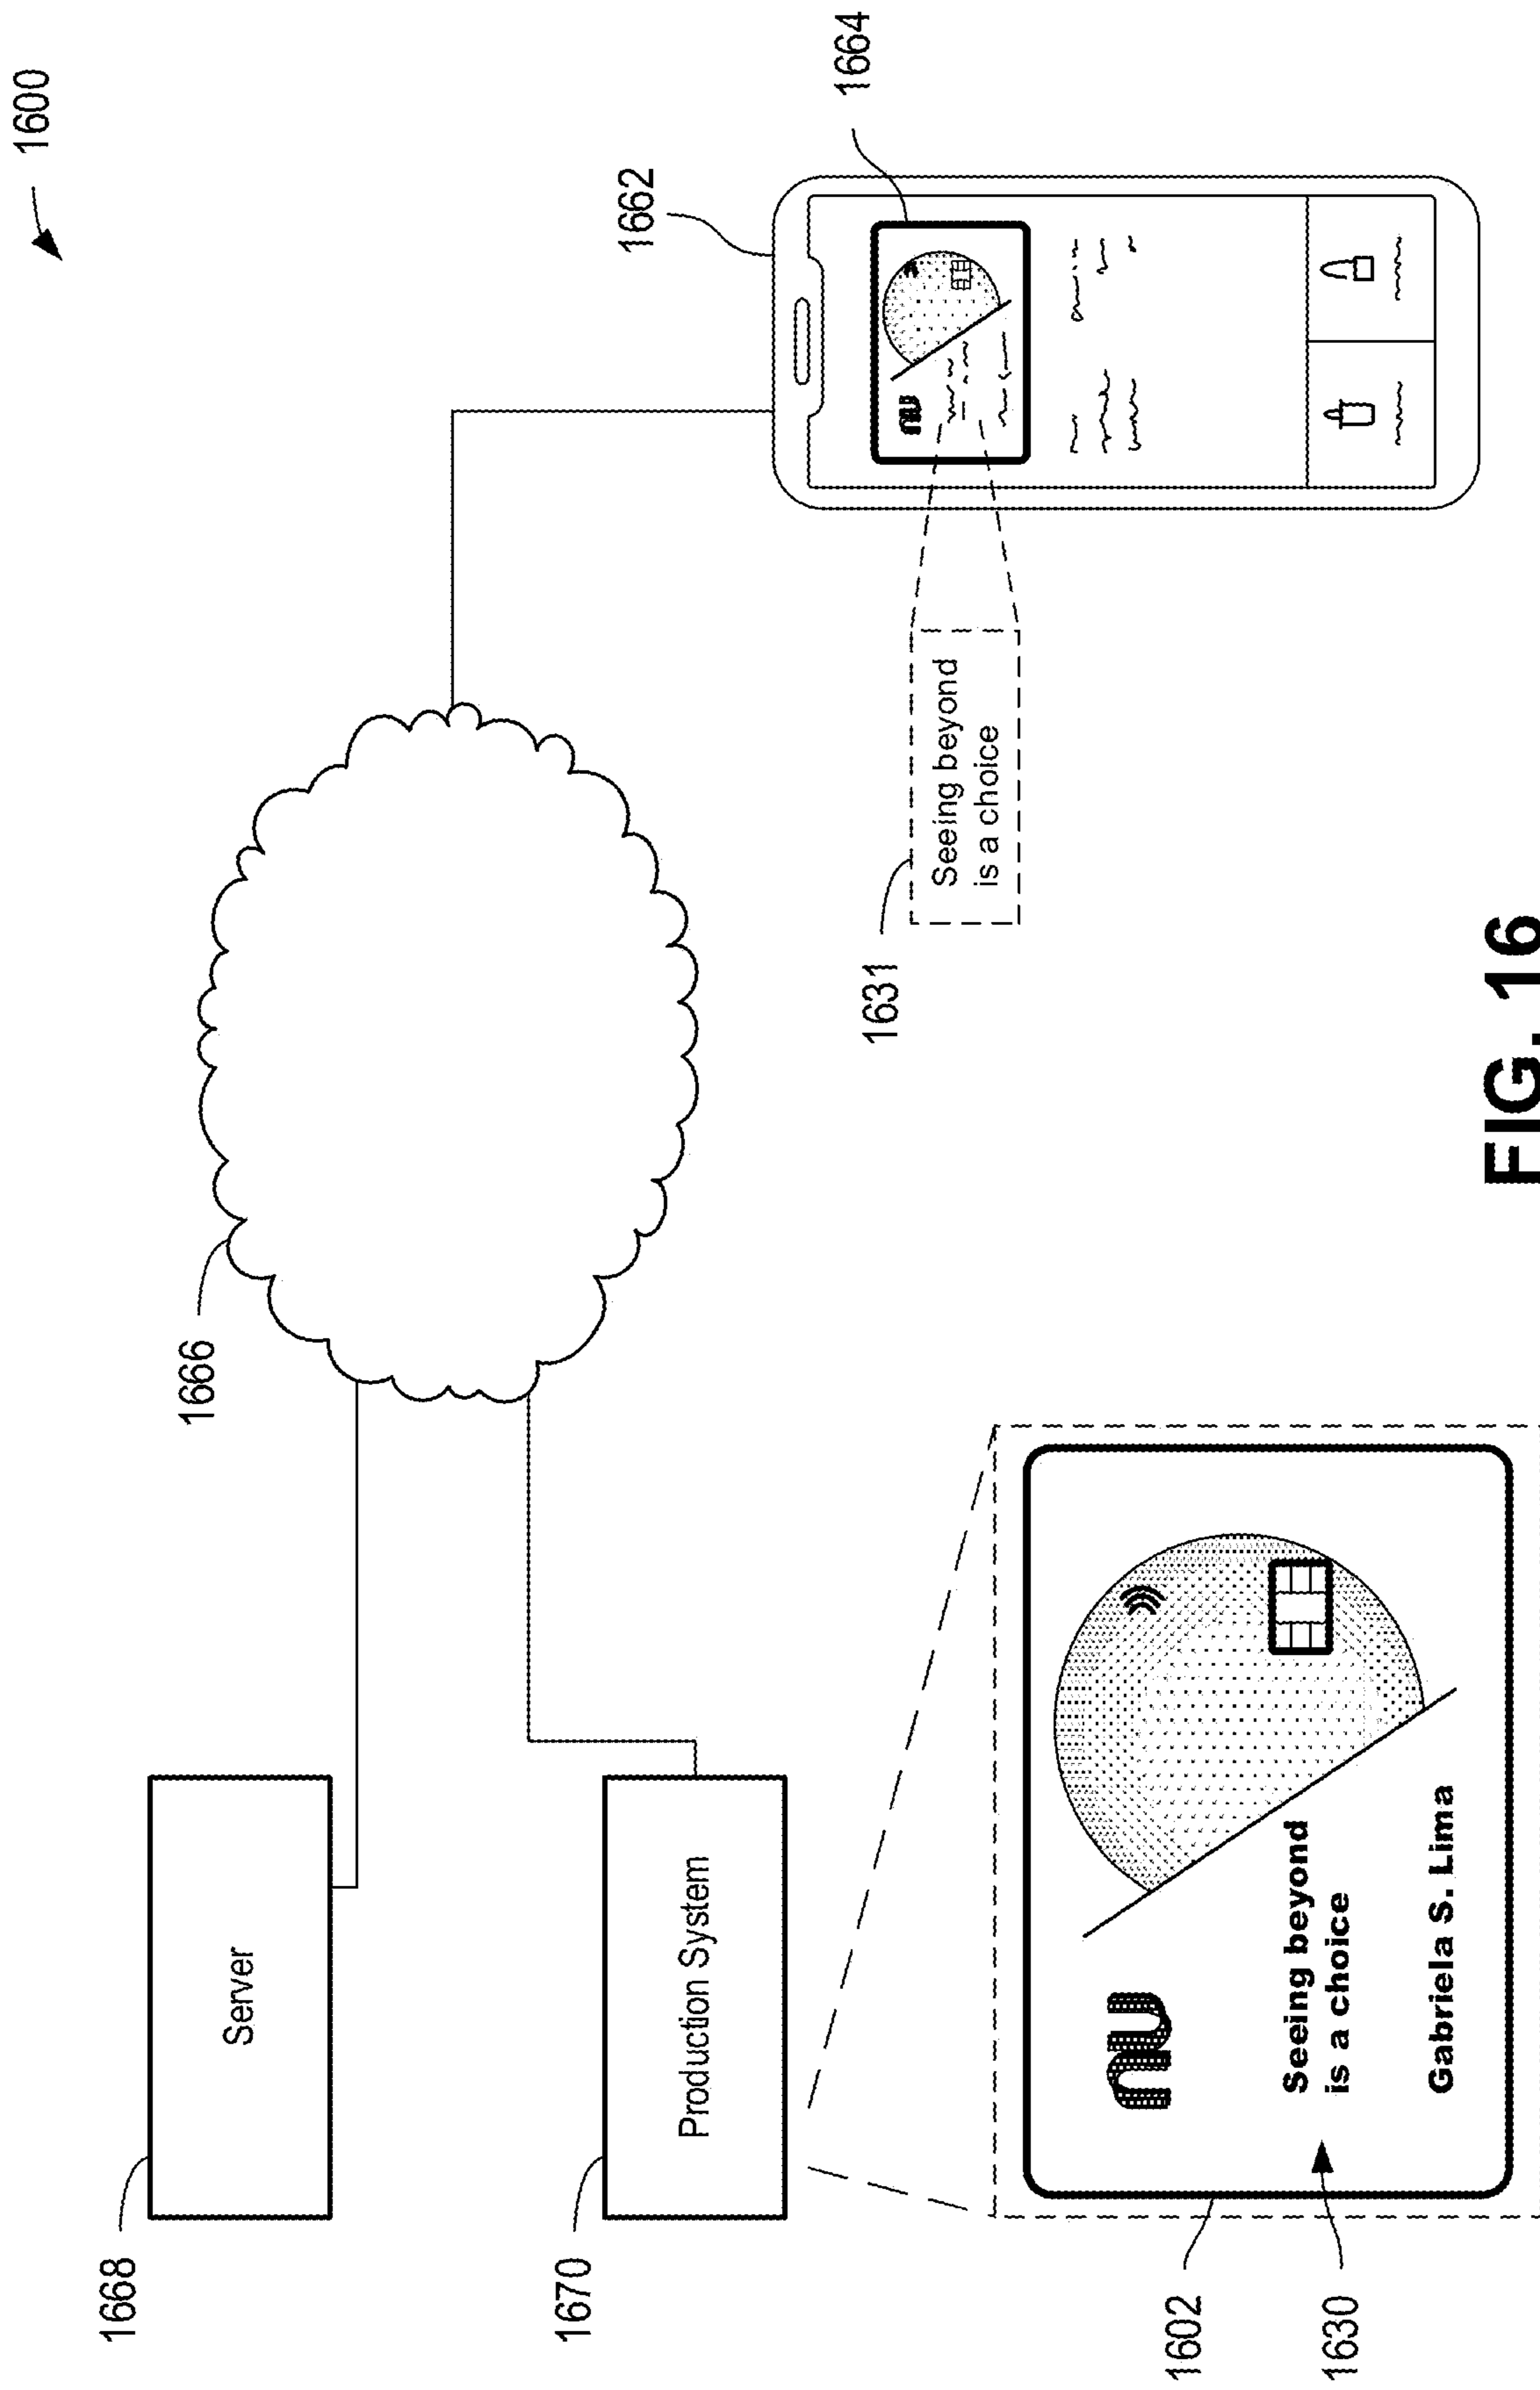 1600
1668
Server
1666
1662
1664
nu
1670
Production System
1631
Seeing beyond
is a choice
1602
nu
1630
Seeing beyond
is a choice
Gabriela S. Lima
FIG. 16